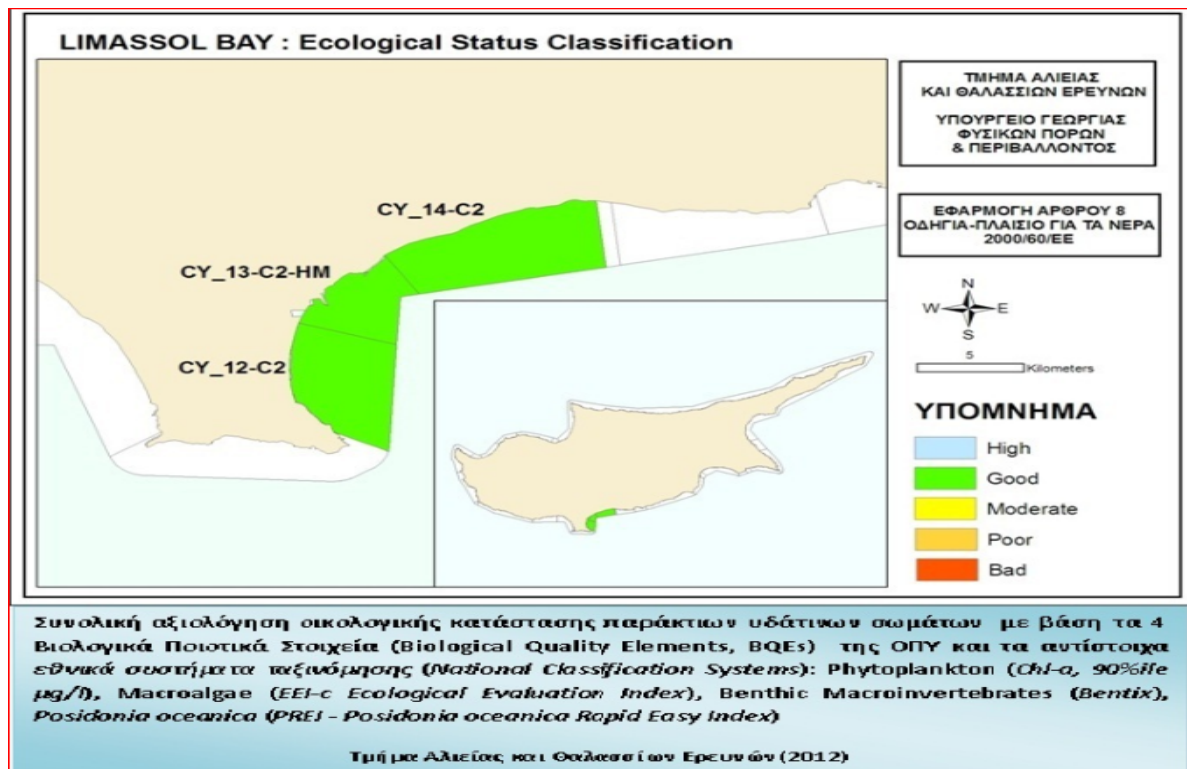 LIMASSOL BAY : Ecological Status Classification
ΤΜΗΜΑ ΑΛΙΕΙΑΣ
ΚΑΙ ΘΑΛΑΣΣΙΩΝ ΕΡΕΥΝΩΝ
ΥΠΟΥΡΓΕΙΟ ΓΕΩΡΓΙΑΣ
ΦΥΣΙΚΩΝ ΠΟΡΩΝ
& ΠΕΡΙΒΑΛΛΟΝΤΟΣ
ΕΦΑΡΜΟΓΗ ΑΡΘΡΟΥ 8
ΟΔΗΓΙΑ-ΠΛΑΙΣΙΟ ΓΙΑ ΤΑ ΝΕΡΑ
2000/60/ΕΕ
CY_14-C2
CY_13-C2-HM
CY_12-C2
N
W E
S
5
Kilometers
ΥΠΟΜΝΗΜΑ
High
Good
Moderate
Poor
Bad
Συνολική αξιολόγηση οικολογικής κατάστασης παράκτιων υδάτινων σωμάτων με βάση τα 4
Βιολογικά Ποιοτικά Στοιχεία (Biological Quality Elements, BQEs) της ΟΠΥ και τα αντίστοιχα
εθνικά συστήματα ταξινόμησης (National Classification Systems): Phytoplankton (Chl-a, 90%ile
μg/l), Macroalgae (EEI-c Ecological Evaluation Index), Benthic Macroinvertebrates (Bentix),
Posidonia oceanica (PREI - Posidonia oceanica Rapid Easy Index)
Τμήμα Αλιείας και Θαλασσίων Ερευνών (2012)